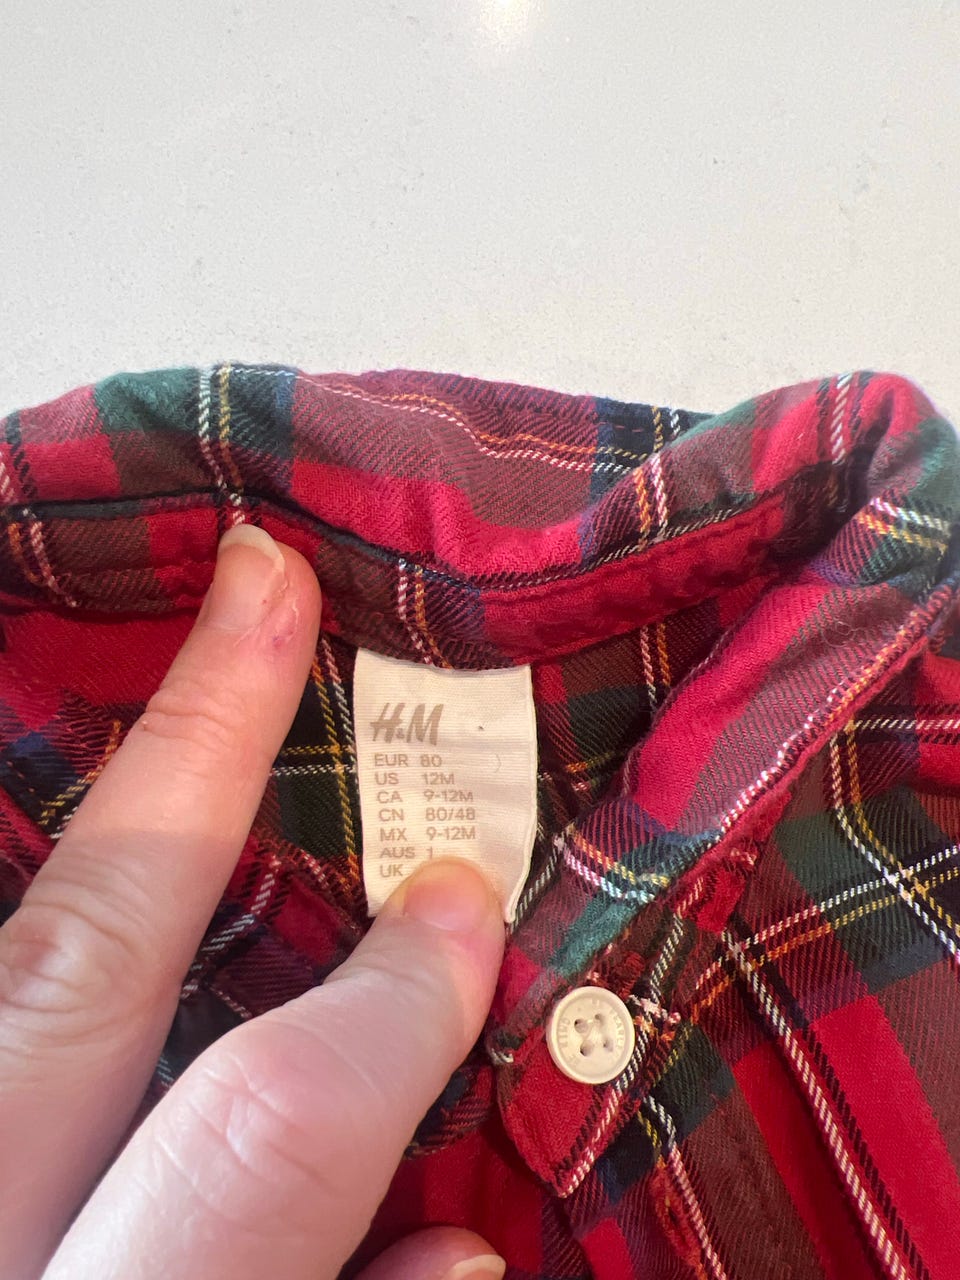 H&M
EUR 80
US 12M
CA 9-12M
CN 80/48
MX 9-12M
AUS 1
UK